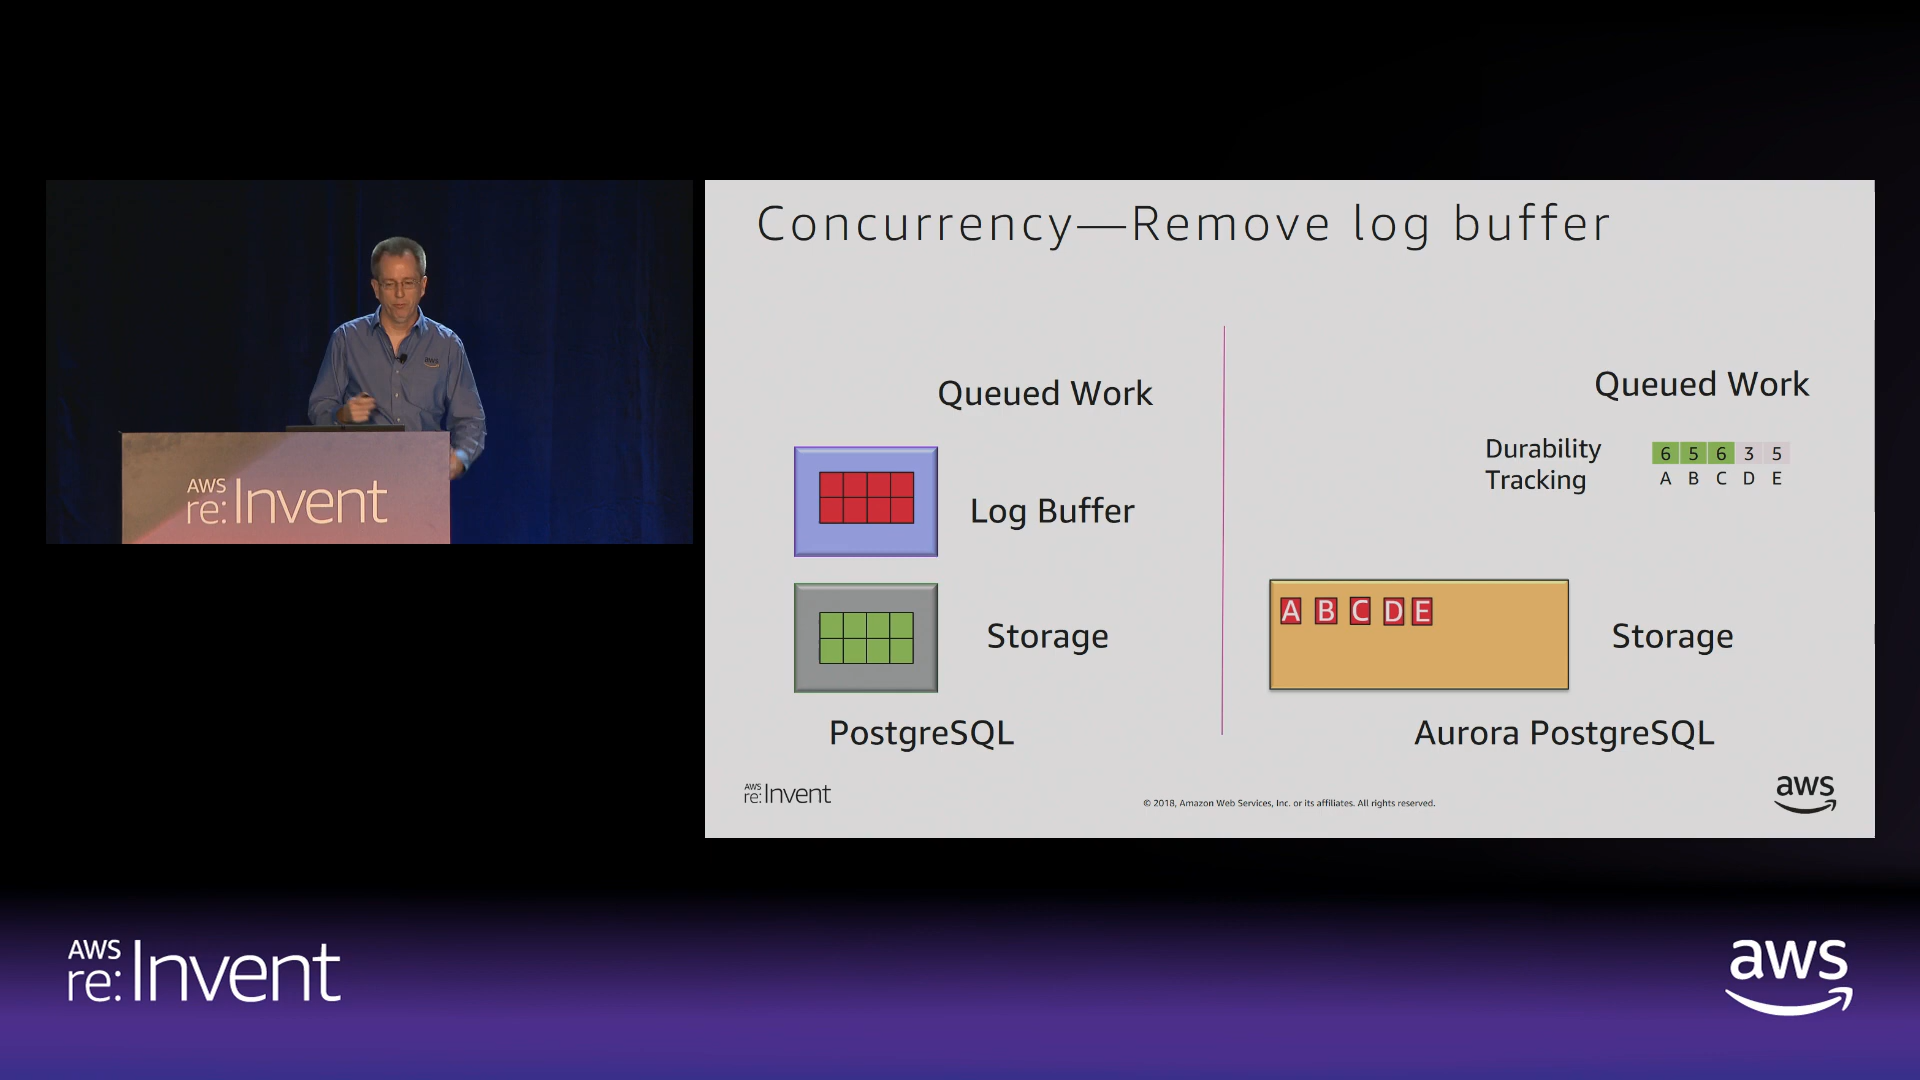 Concurrency—Remove log buffer
Queued Work
Log Buffer
Storage
PostgreSQL
Queued Work
Durability
Tracking
6 5 6 3 5
A B C D E
A B C D E
Storage
Aurora PostgreSQL
AWS
re:Invent
© 2018, Amazon Web Services, Inc. or its affiliates. All rights reserved.
aws
aws
AWS
re:Invent
AWS
re:Invent
aws